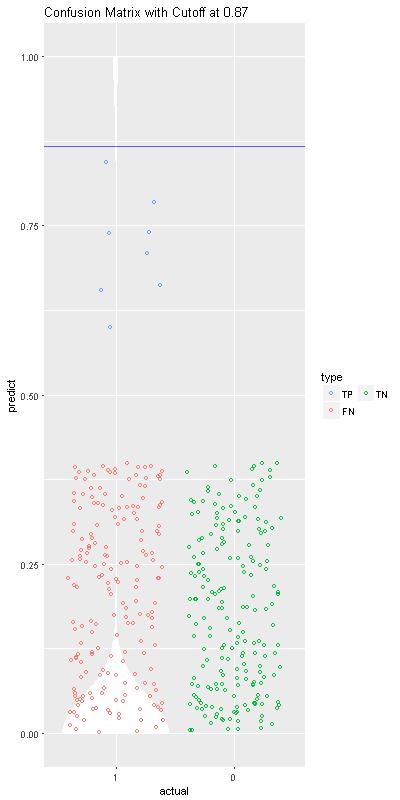 Confusion Matrix with Cutoff at 0.87
1.00
0.75
0.50
0.25
0.00
predict
1
0
actual
type
TP TN
FN